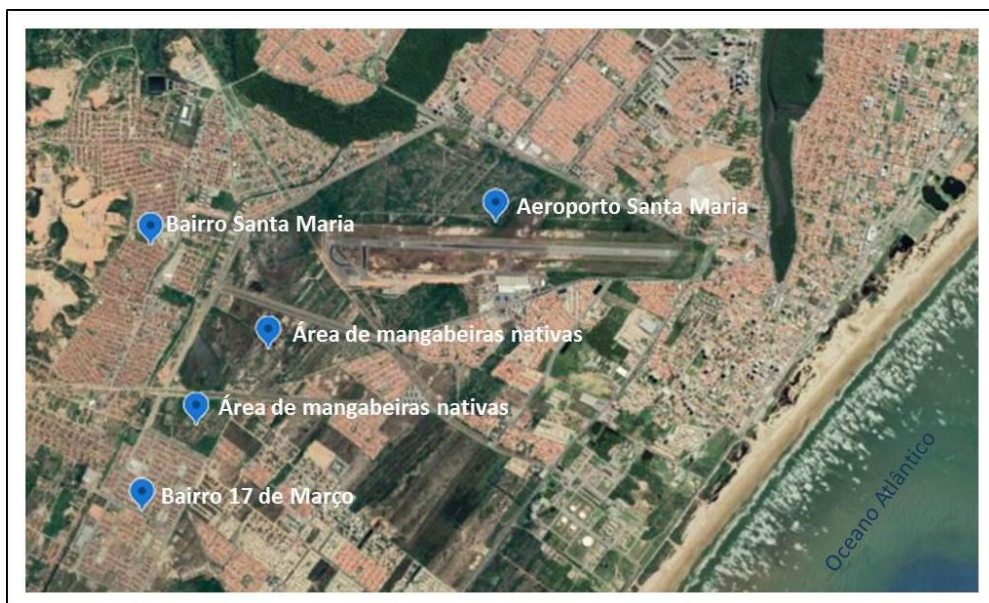 Aeroporto Santa Maria
Bairro Santa Maria
Área de mangabeiras nativas
Área de mangabeiras nativas
Bairro 17 de Março
Oceano Atlântico